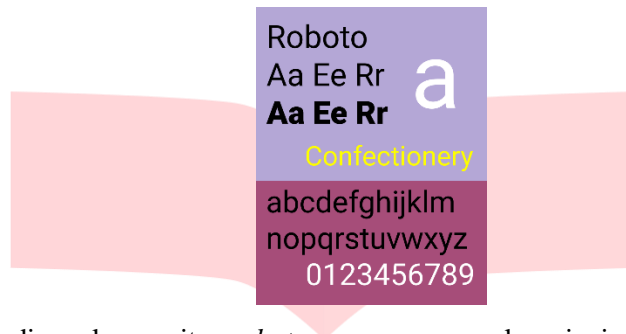 Roboto
Aa Ee Rr
a
Aa Ee Rr
Confectionery
abcdefghijklm
nopqrstuvwxyz
0123456789